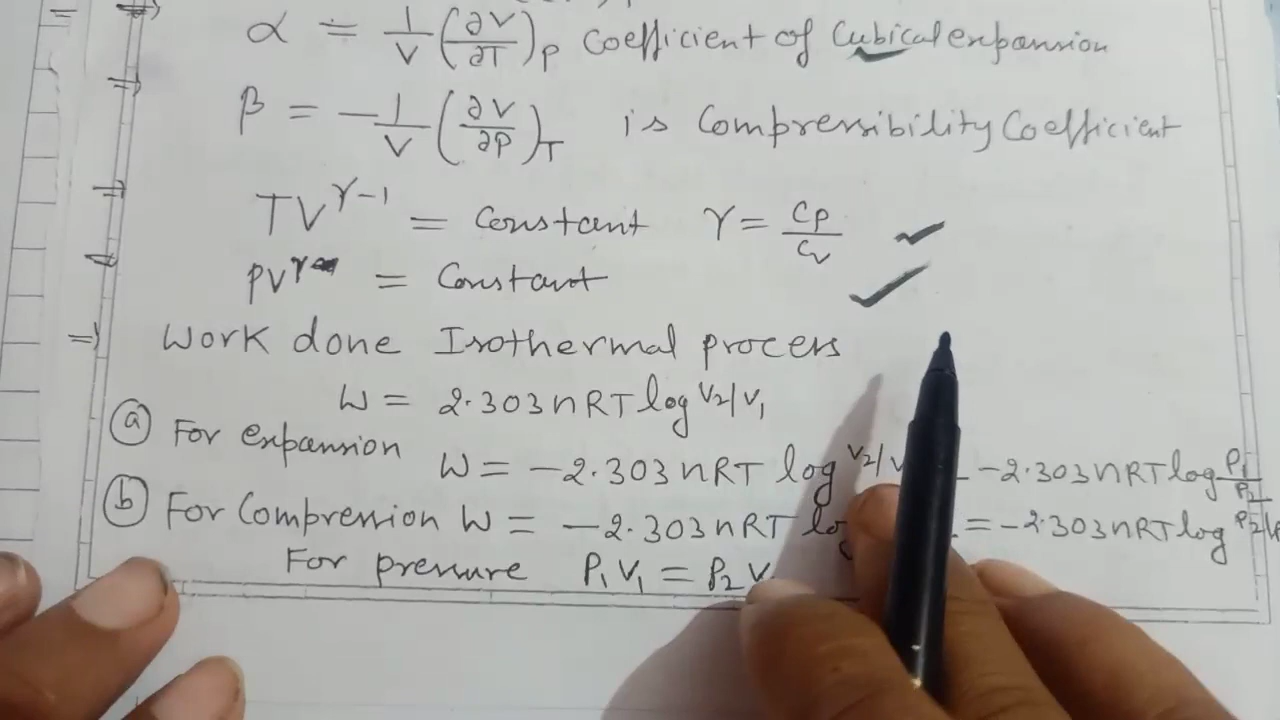 =) α = 1/V (∂V/∂T)P Coefficient of Cubical expansion
=) β = -1/V (∂V/∂P)T is Compressibility Coefficient
=) TV^γ-1 = Constant γ = CP/CV ✓
PV^γ = Constant ✓
=) Work done Isothermal process
W = 2.303 nRT log V2/V1
(a) For expansion W = -2.303 nRT log V2/V -2.303 nRT log P1/P2
(b) For Compression W = -2.303 nRT = -2.303 nRT log P2/
For pressure P1V1 = P2V